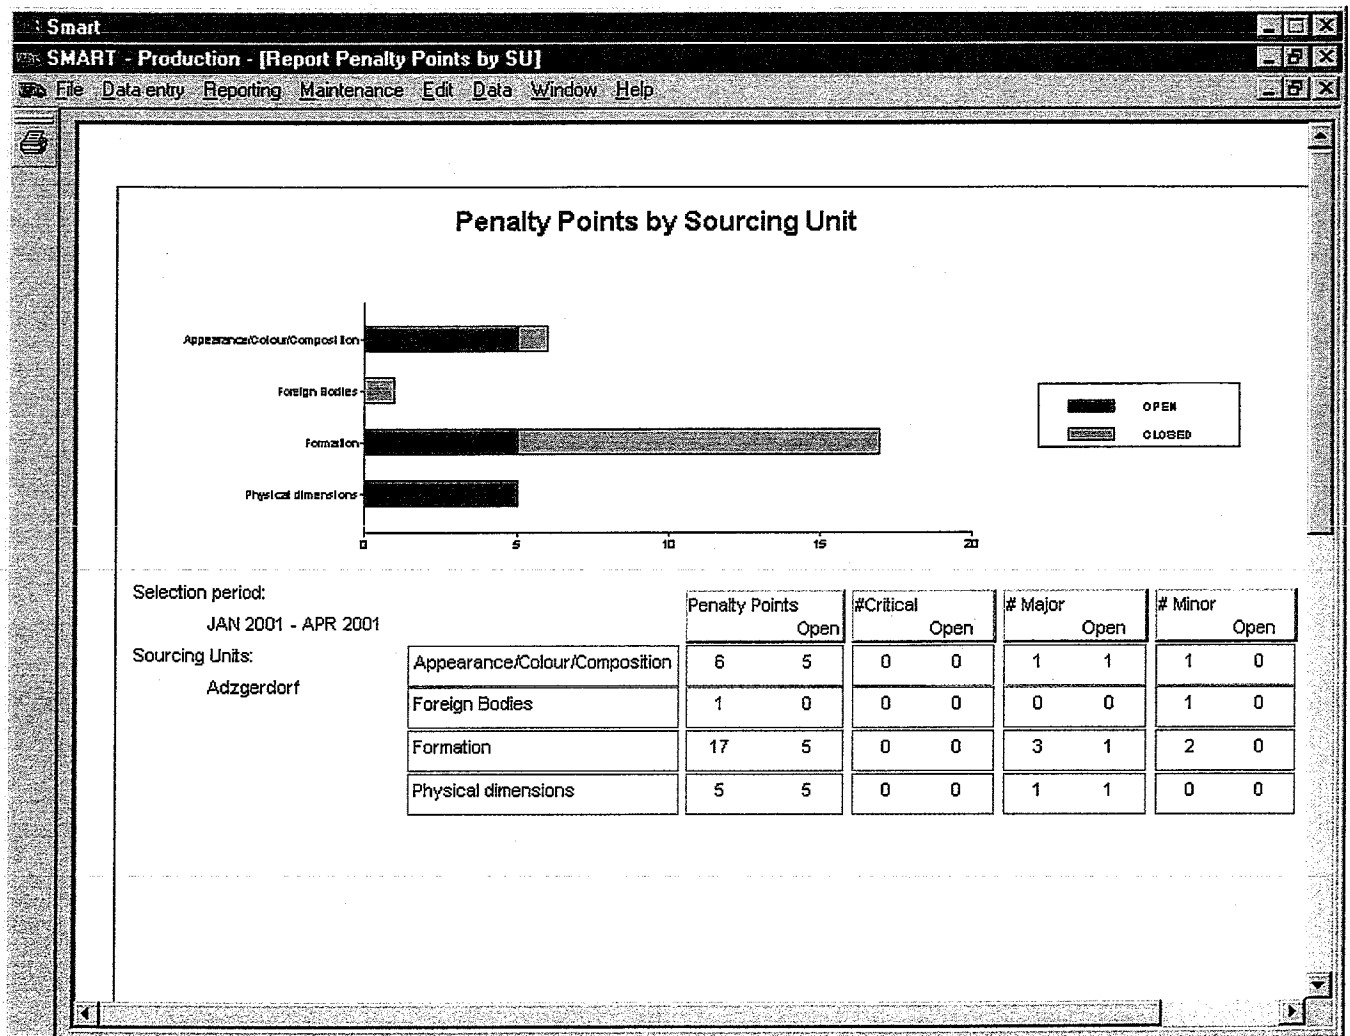 Smart
SMART - Production - [Report Penalty Points by SU]
File Data entry Reporting Maintenance Edit Data Window Help
Penalty Points by Sourcing Unit
Appearance/Colour/Composition
Foreign Bodies
Formation
Physical dimensions
OPEN
CLOSED
0 5 10 15 20
Selection period:
JAN 2001 - APR 2001
Sourcing Units:
Adzgerdorf
Penalty Points #Critical # Major # Minor
Open Open Open Open
Appearance/Colour/Composition 6 5 0 0 1 1 1 0
Foreign Bodies 1 0 0 0 0 0 1 0
Formation 17 5 0 0 3 1 2 0
Physical dimensions 5 5 0 0 1 1 0 0